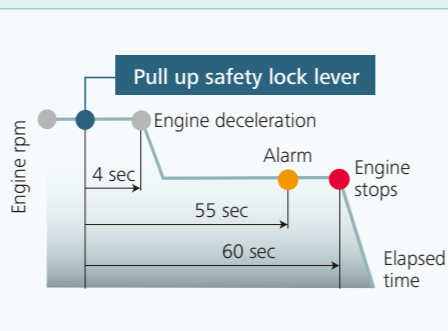 Pull up safety lock lever
Engine deceleration
Engine rpm
4 sec
Alarm
Engine
stops
55 sec
60 sec
Elapsed
time